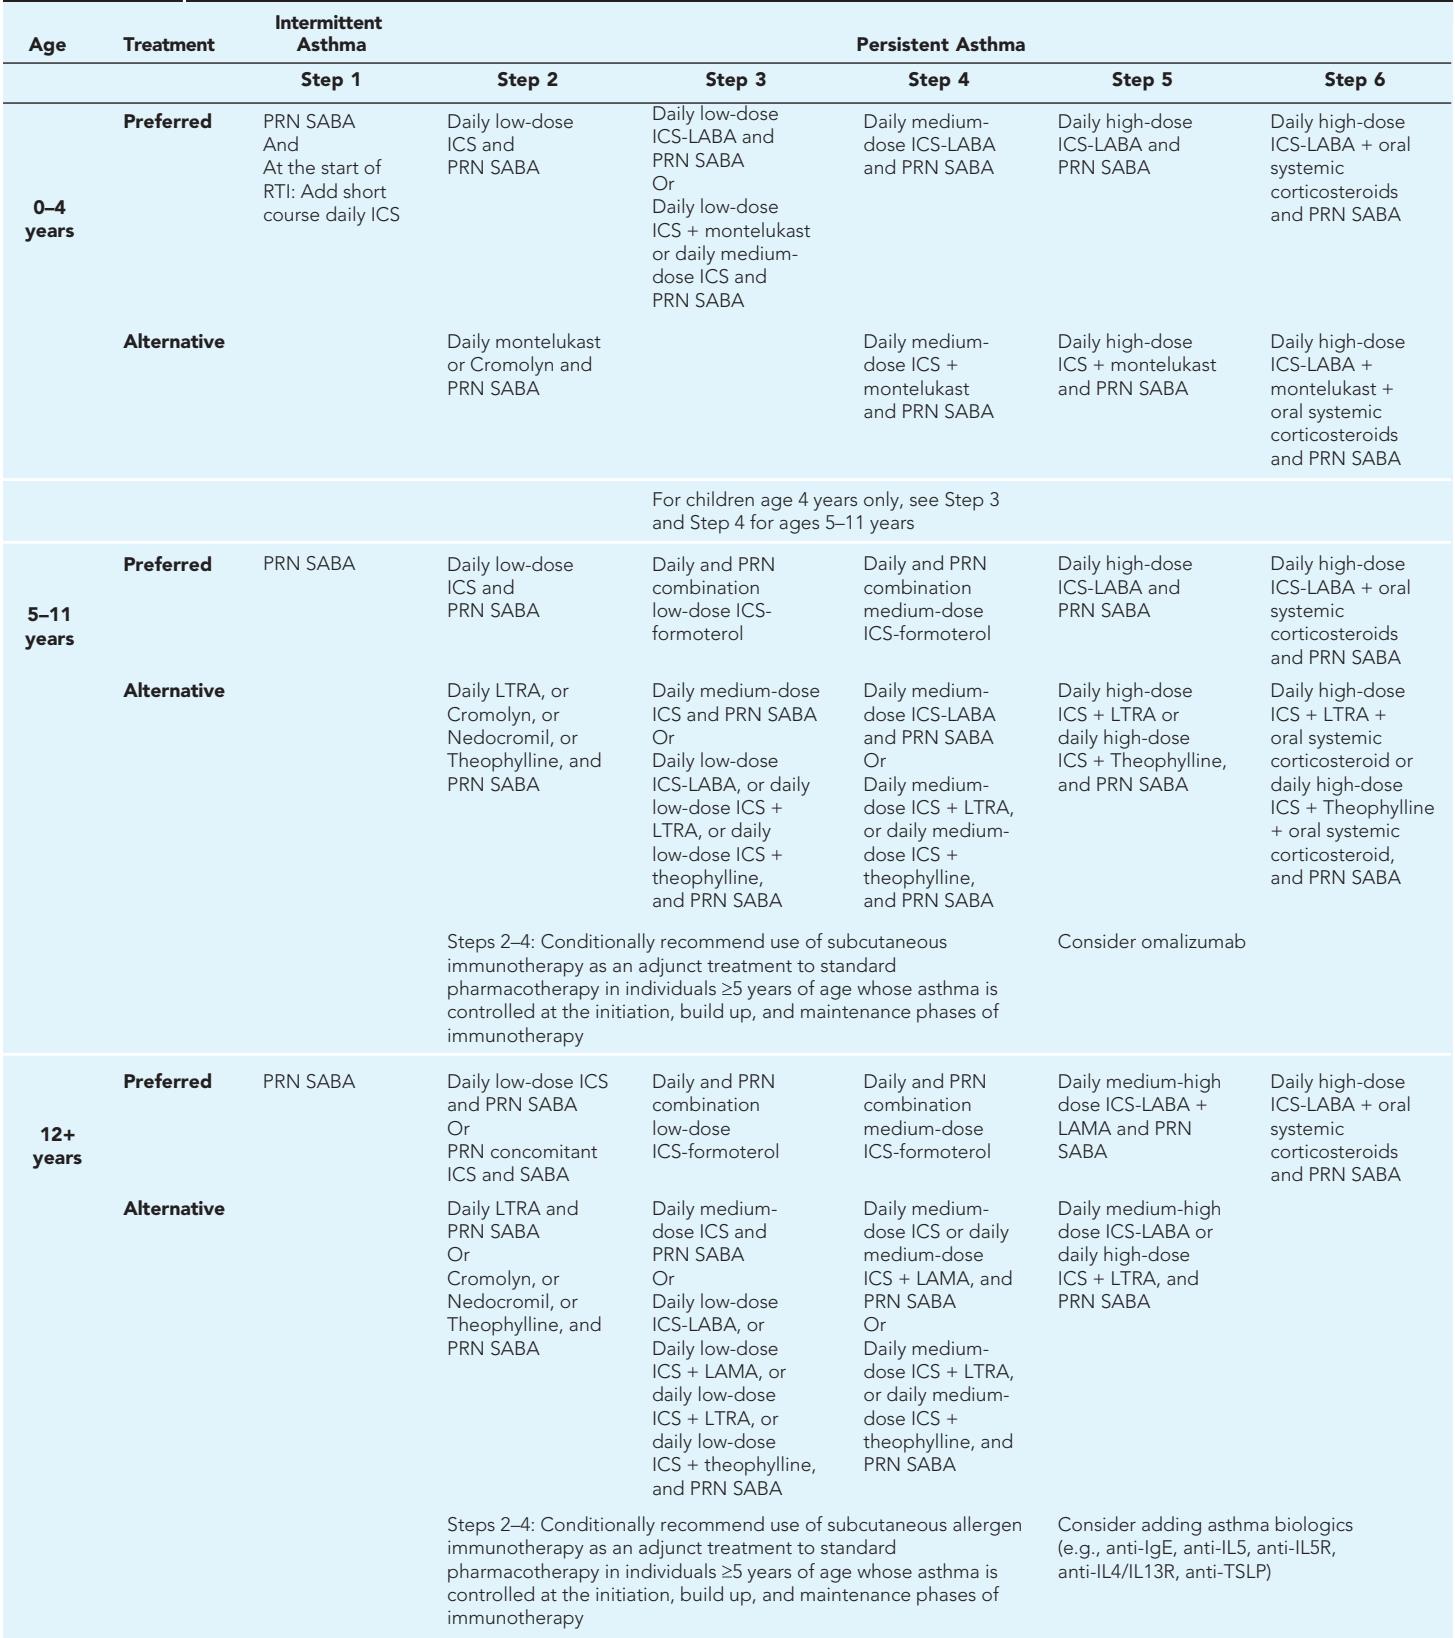 Age
Treatment
Intermittent
Asthma
Persistent Asthma
Step 1
Step 2
Step 3
Step 4
Step 5
Step 6
0–4
years
Preferred
PRN SABA
And
At the start of
RTI: Add short
course daily ICS
Daily low-dose
ICS and
PRN SABA
Daily low-dose
ICS-LABA and
PRN SABA
Or
Daily low-dose
ICS + montelukast
or daily medium-
dose ICS and
PRN SABA
Daily medium-
dose ICS-LABA
and PRN SABA
Daily high-dose
ICS-LABA and
PRN SABA
Daily high-dose
ICS-LABA + oral
systemic
corticosteroids
and PRN SABA
Alternative
Daily montelukast
or Cromolyn and
PRN SABA
Daily medium-
dose ICS +
montelukast
and PRN SABA
Daily high-dose
ICS + montelukast
and PRN SABA
Daily high-dose
ICS-LABA +
montelukast +
oral systemic
corticosteroids
and PRN SABA
For children age 4 years only, see Step 3
and Step 4 for ages 5–11 years
5–11
years
Preferred
PRN SABA
Daily low-dose
ICS and
PRN SABA
Daily and PRN
combination
low-dose ICS-
formoterol
Daily and PRN
combination
medium-dose
ICS-formoterol
Daily high-dose
ICS-LABA and
PRN SABA
Daily high-dose
ICS-LABA + oral
systemic
corticosteroids
and PRN SABA
Alternative
Daily LTRA, or
Cromolyn, or
Nedocromil, or
Theophylline, and
PRN SABA
Daily medium-dose
ICS and PRN SABA
Or
Daily low-dose
ICS-LABA, or daily
low-dose ICS +
LTRA, or daily
low-dose ICS +
theophylline,
and PRN SABA
Daily medium-
dose ICS-LABA
and PRN SABA
Or
Daily medium-
dose ICS + LTRA,
or daily medium-
dose ICS +
theophylline,
and PRN SABA
Daily high-dose
ICS + LTRA or
daily high-dose
ICS + Theophylline,
and PRN SABA
Daily high-dose
ICS + LTRA +
oral systemic
corticosteroid or
daily high-dose
ICS + Theophylline
+ oral systemic
corticosteroid,
and PRN SABA
Steps 2–4: Conditionally recommend use of subcutaneous
immunotherapy as an adjunct treatment to standard
pharmacotherapy in individuals ≥5 years of age whose asthma is
controlled at the initiation, build up, and maintenance phases of
immunotherapy
Consider omalizumab
12+
years
Preferred
PRN SABA
Daily low-dose ICS
and PRN SABA
Or
PRN concomitant
ICS and SABA
Daily and PRN
combination
low-dose
ICS-formoterol
Daily and PRN
combination
medium-dose
ICS-formoterol
Daily medium-high
dose ICS-LABA +
LAMA and PRN
SABA
Daily high-dose
ICS-LABA + oral
systemic
corticosteroids
and PRN SABA
Alternative
Daily LTRA and
PRN SABA
Or
Cromolyn, or
Nedocromil, or
Theophylline, and
PRN SABA
Daily medium-
dose ICS and
PRN SABA
Or
Daily low-dose
ICS-LABA, or
Daily low-dose
ICS + LAMA, or
daily low-dose
ICS + LTRA, or
daily low-dose
ICS + theophylline,
and PRN SABA
Daily medium-
dose ICS or daily
medium-dose
ICS + LAMA, and
PRN SABA
Or
Daily medium-
dose ICS + LTRA,
or daily medium-
dose ICS +
theophylline, and
PRN SABA
Daily medium-high
dose ICS-LABA or
daily high-dose
ICS + LTRA, and
PRN SABA
Steps 2–4: Conditionally recommend use of subcutaneous allergen
immunotherapy as an adjunct treatment to standard
pharmacotherapy in individuals ≥5 years of age whose asthma is
controlled at the initiation, build up, and maintenance phases of
immunotherapy
Consider adding asthma biologics
(e.g., anti-IgE, anti-IL5, anti-IL5R,
anti-IL4/IL13R, anti-TSLP)